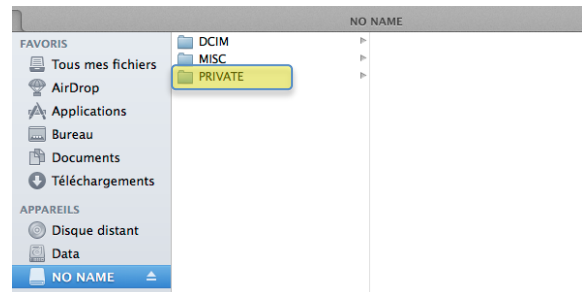 NO NAME
FAVORIS
Tous mes fichiers
AirDrop
Applications
Bureau
Documents
Téléchargements
APPAREILS
Disque distant
Data
NO NAME
DCIM
MISC
PRIVATE